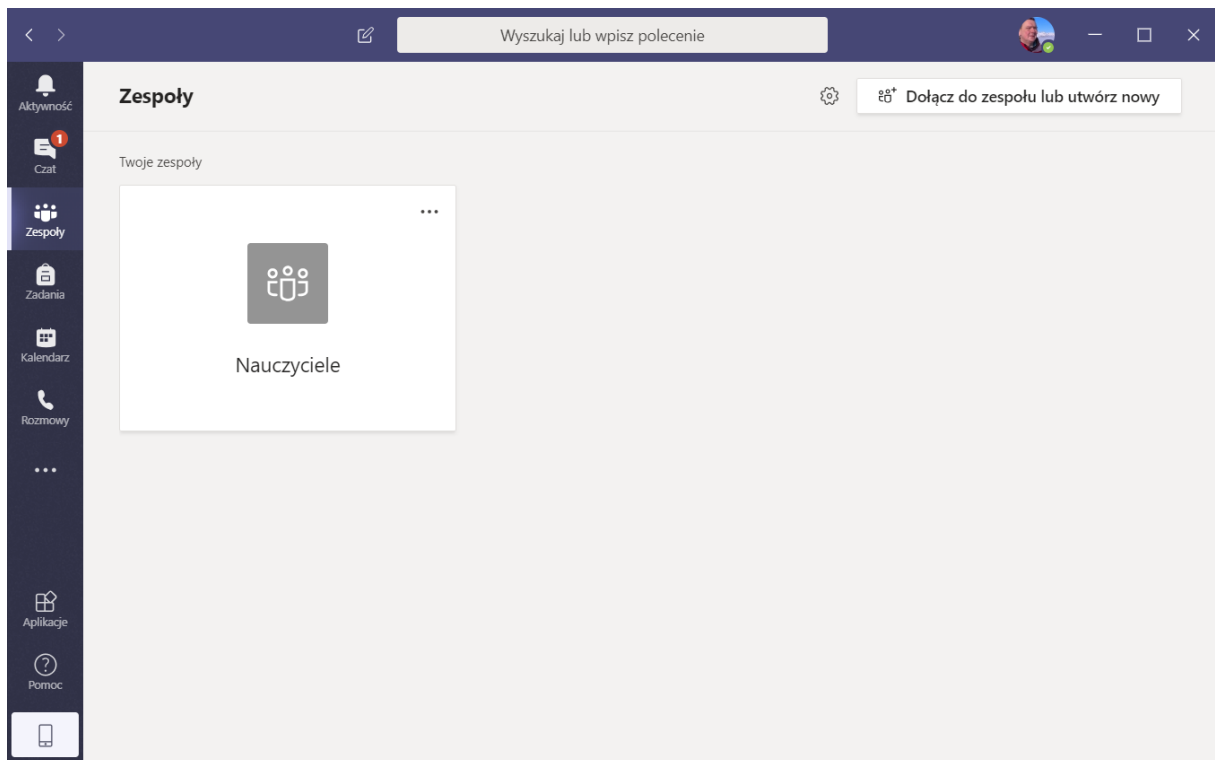 Wyszukaj lub wpisz polecenie
Aktywność
1
Czat
Zespoły
Zadania
Kalendarz
Rozmowy
Aplikacje
Pomoc
Zespoły
Dołącz do zespołu lub utwórz nowy
Twoje zespoły
Nauczyciele